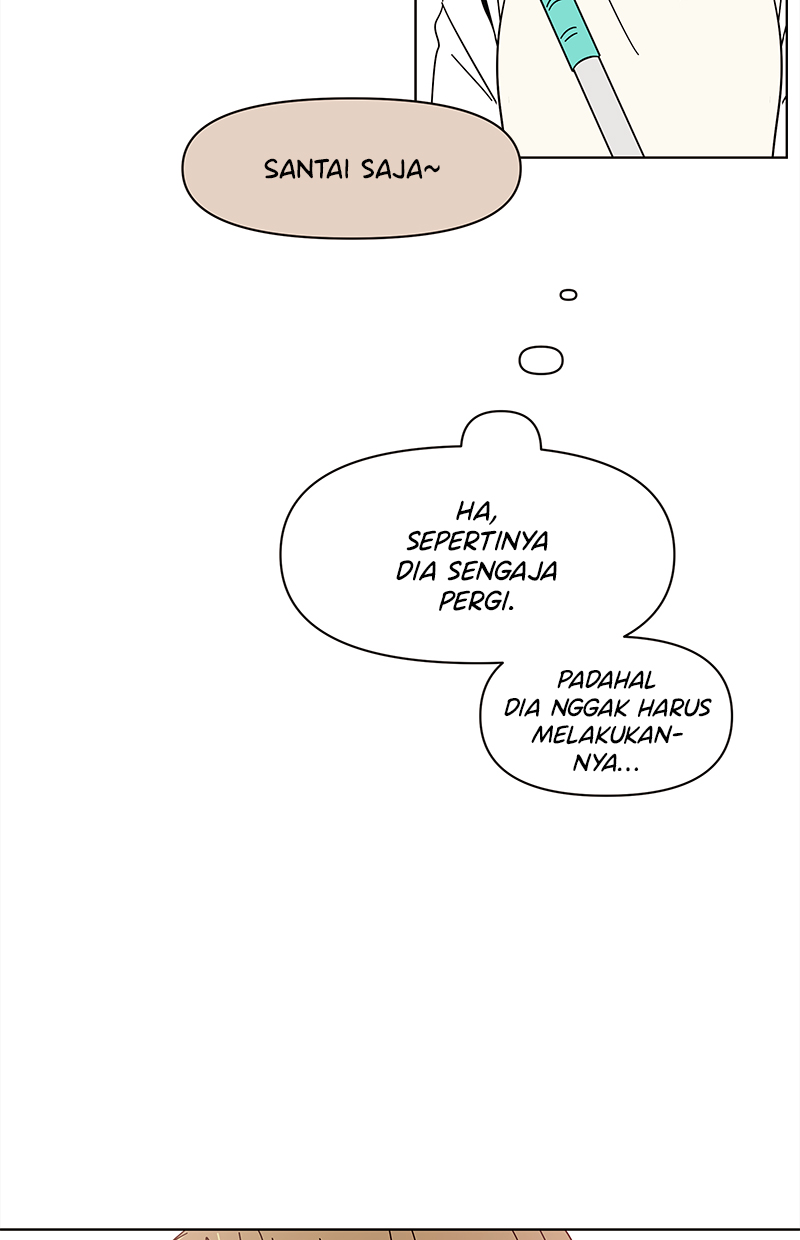 SANTAI SAJA~
HA,
SEPERTINYA
DIA SENGAJA
PERGI.
PADAHAL
DIA NGGAK HARUS
MELAKUKAN-
NYA...